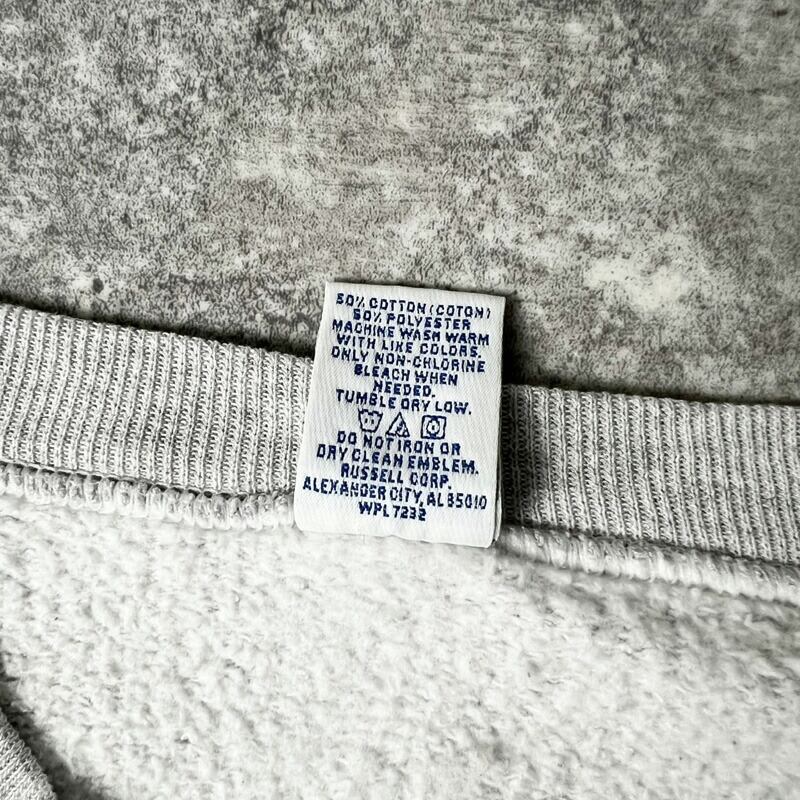 50% COTTON (COTON)
50% POLYESTER
MACHINE WASH WARM
WITH LIKE COLORS.
ONLY NON-CHLORINE
BLEACH WHEN
NEEDED.
TUMBLE DRY LOW.
DO NOT IRON OR
DRY CLEAN EMBLEM.
RUSSELL CORP.
ALEXANDER CITY, AL 35010
WPL 7232